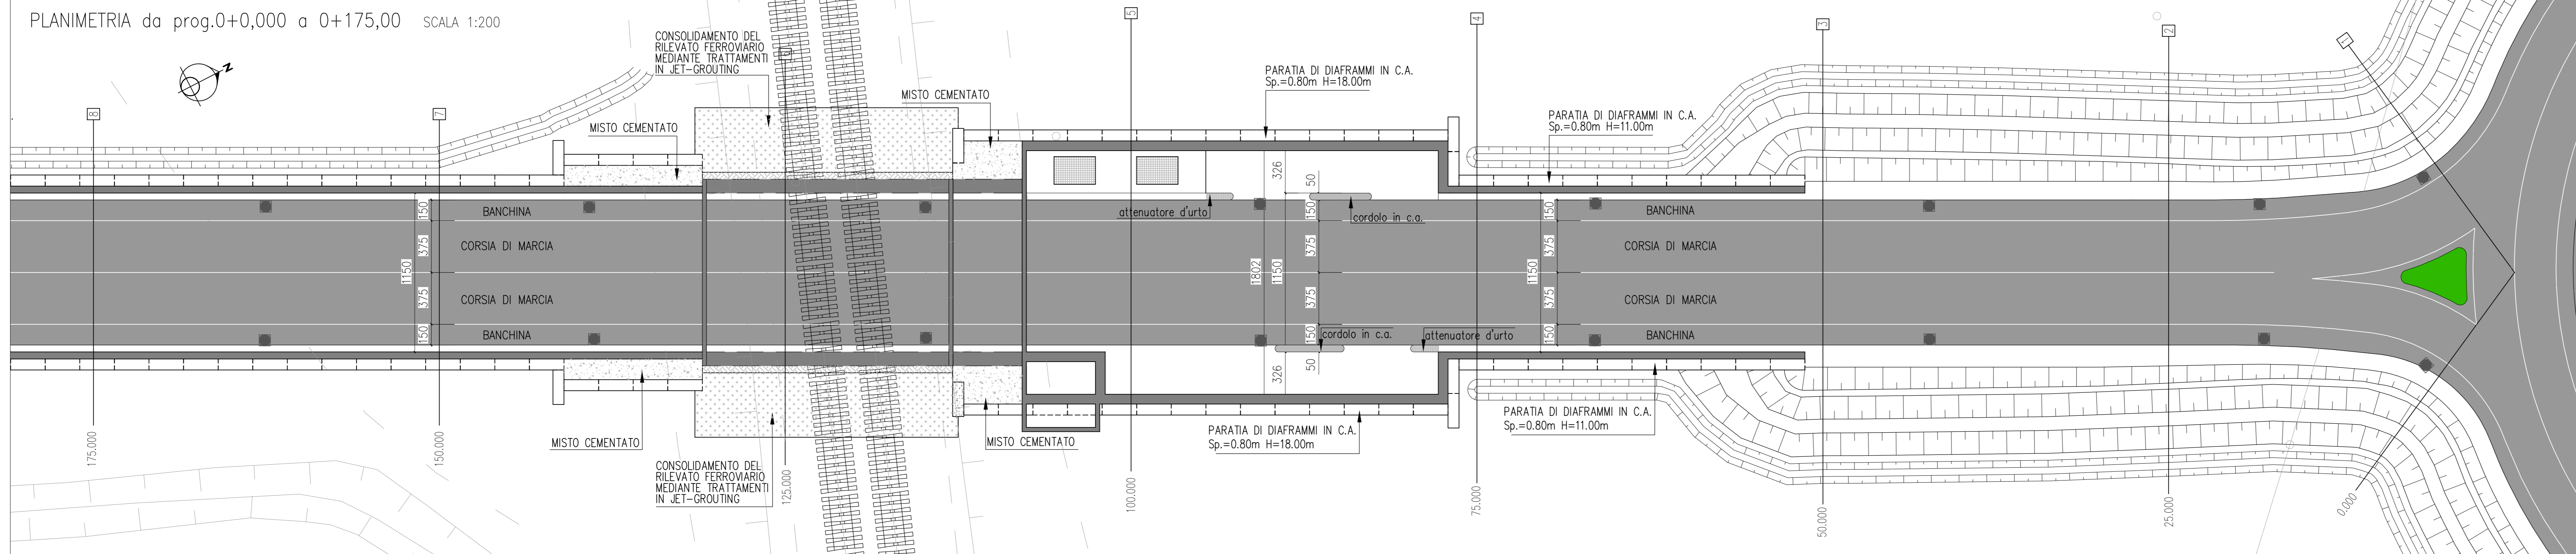 PLANIMETRIA da prog.0+0,000 a 0+175,00 SCALA 1:200
N
CONSOLIDAMENTO DEL
RILEVATO FERROVIARIO
MEDIANTE TRATTAMENTI
IN JET-GROUTING
MISTO CEMENTATO
MISTO CEMENTATO
PARATIA DI DIAFRAMMI IN C.A.
Sp.=0.80m H=18.00m
PARATIA DI DIAFRAMMI IN C.A.
Sp.=0.80m H=11.00m
8
7
5
4
3
2
1
BANCHINA
CORSIA DI MARCIA
CORSIA DI MARCIA
BANCHINA
1150
150
375
375
150
attenuatore d'urto
cordolo in c.a.
326
50
1802
1150
150
375
375
150
50
326
cordolo in c.a.
attenuatore d'urto
1150
150
375
375
150
BANCHINA
CORSIA DI MARCIA
CORSIA DI MARCIA
BANCHINA
MISTO CEMENTATO
CONSOLIDAMENTO DEL
RILEVATO FERROVIARIO
MEDIANTE TRATTAMENTI
IN JET-GROUTING
MISTO CEMENTATO
PARATIA DI DIAFRAMMI IN C.A.
Sp.=0.80m H=18.00m
PARATIA DI DIAFRAMMI IN C.A.
Sp.=0.80m H=11.00m
175.000
150.000
125.000
100.000
75.000
50.000
25.000
0.000